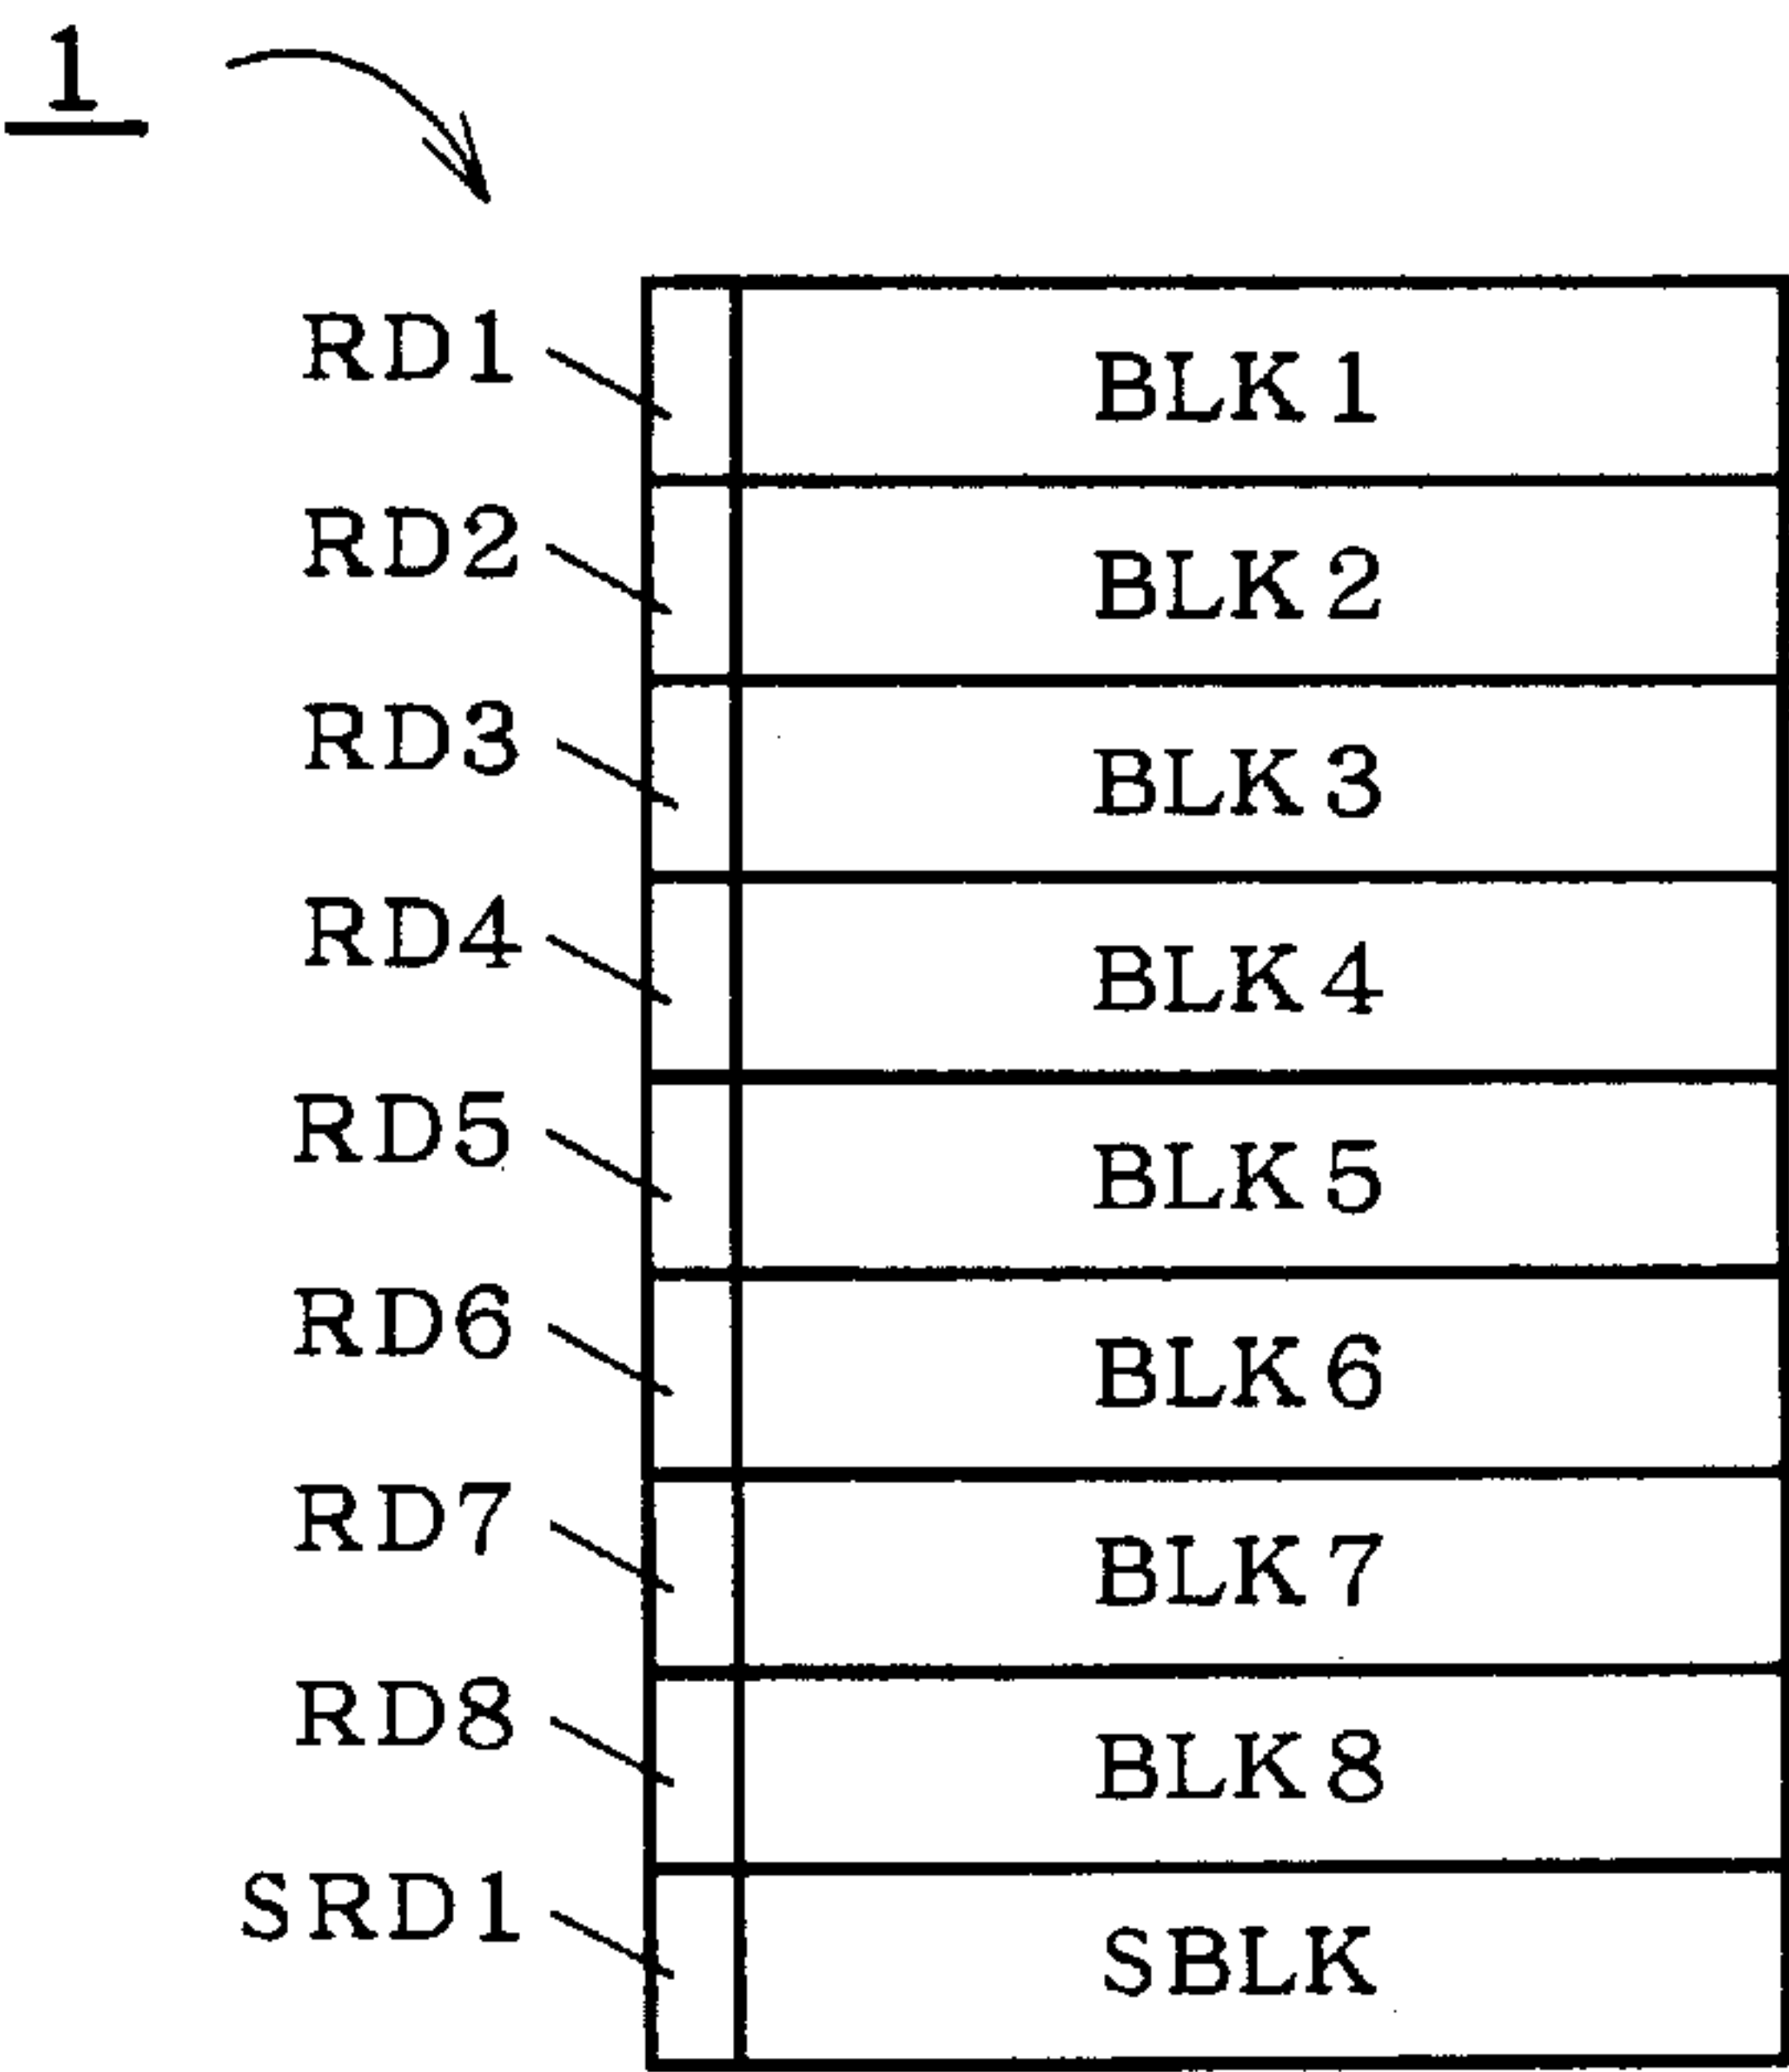 1
RD1 BLK1
RD2 BLK2
RD3 BLK3
RD4 BLK4
RD5 BLK5
RD6 BLK6
RD7 BLK7
RD8 BLK8
SRD1 SBLK